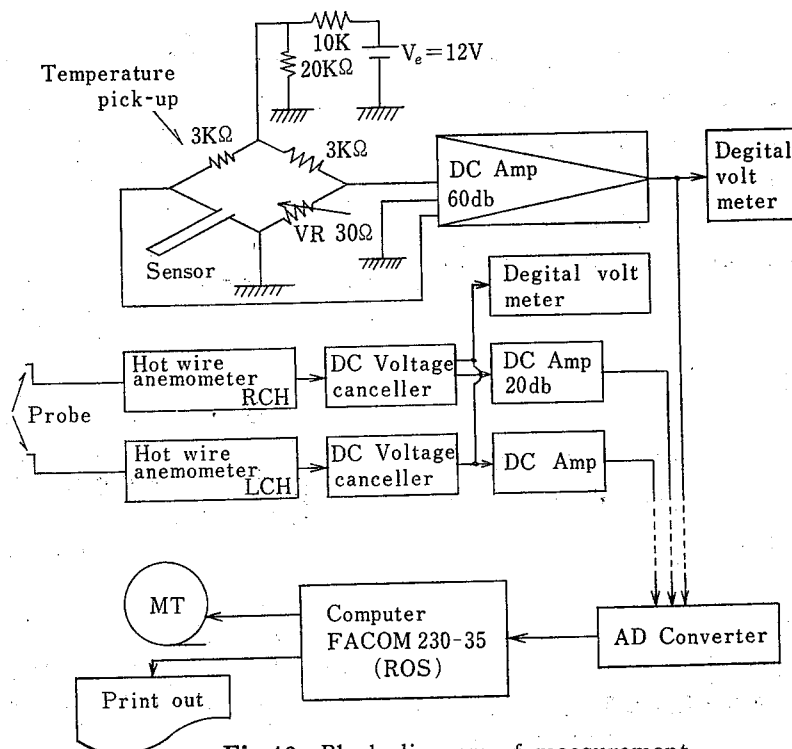 10K
20KΩ
Vₑ=12V
Temperature
pick-up
3KΩ
3KΩ
VR 30Ω
Sensor
DC Amp
60db
Degital
volt
meter
Degital volt
meter
Probe
Hot wire
anemometer
RCH
DC Voltage
canceller
DC Amp
20db
Hot wire
anemometer
LCH
DC Voltage
canceller
DC Amp
MT
Computer
FACOM 230-35
(ROS)
AD Converter
Print out
Block diagram of measurement